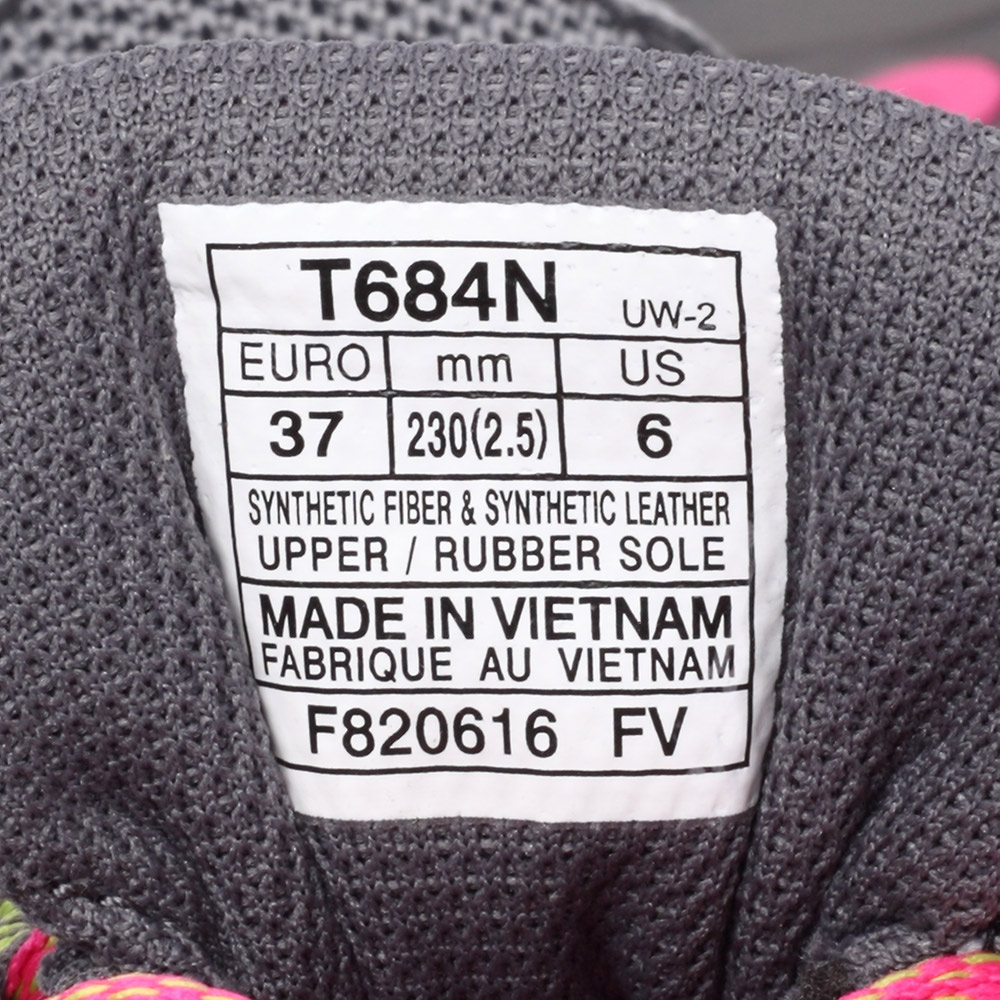 T684N UW-2
EURO mm US
37 230(2.5) 6
SYNTHETIC FIBER & SYNTHETIC LEATHER
UPPER / RUBBER SOLE
MADE IN VIETNAM
FABRIQUE AU VIETNAM
F820616 FV